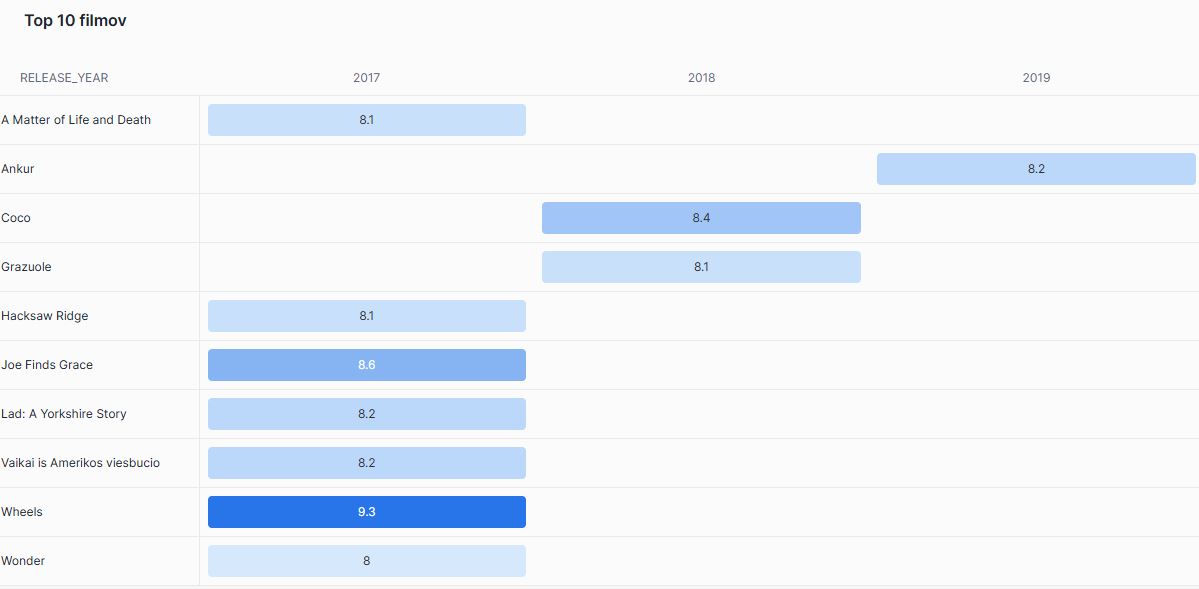 Top 10 filmov
RELEASE_YEAR 2017 2018 2019
A Matter of Life and Death 8.1
Ankur 8.2
Coco 8.4
Grazuole 8.1
Hacksaw Ridge 8.1
Joe Finds Grace 8.6
Lad: A Yorkshire Story 8.2
Vaikai is Amerikos viesbucio 8.2
Wheels 9.3
Wonder 8